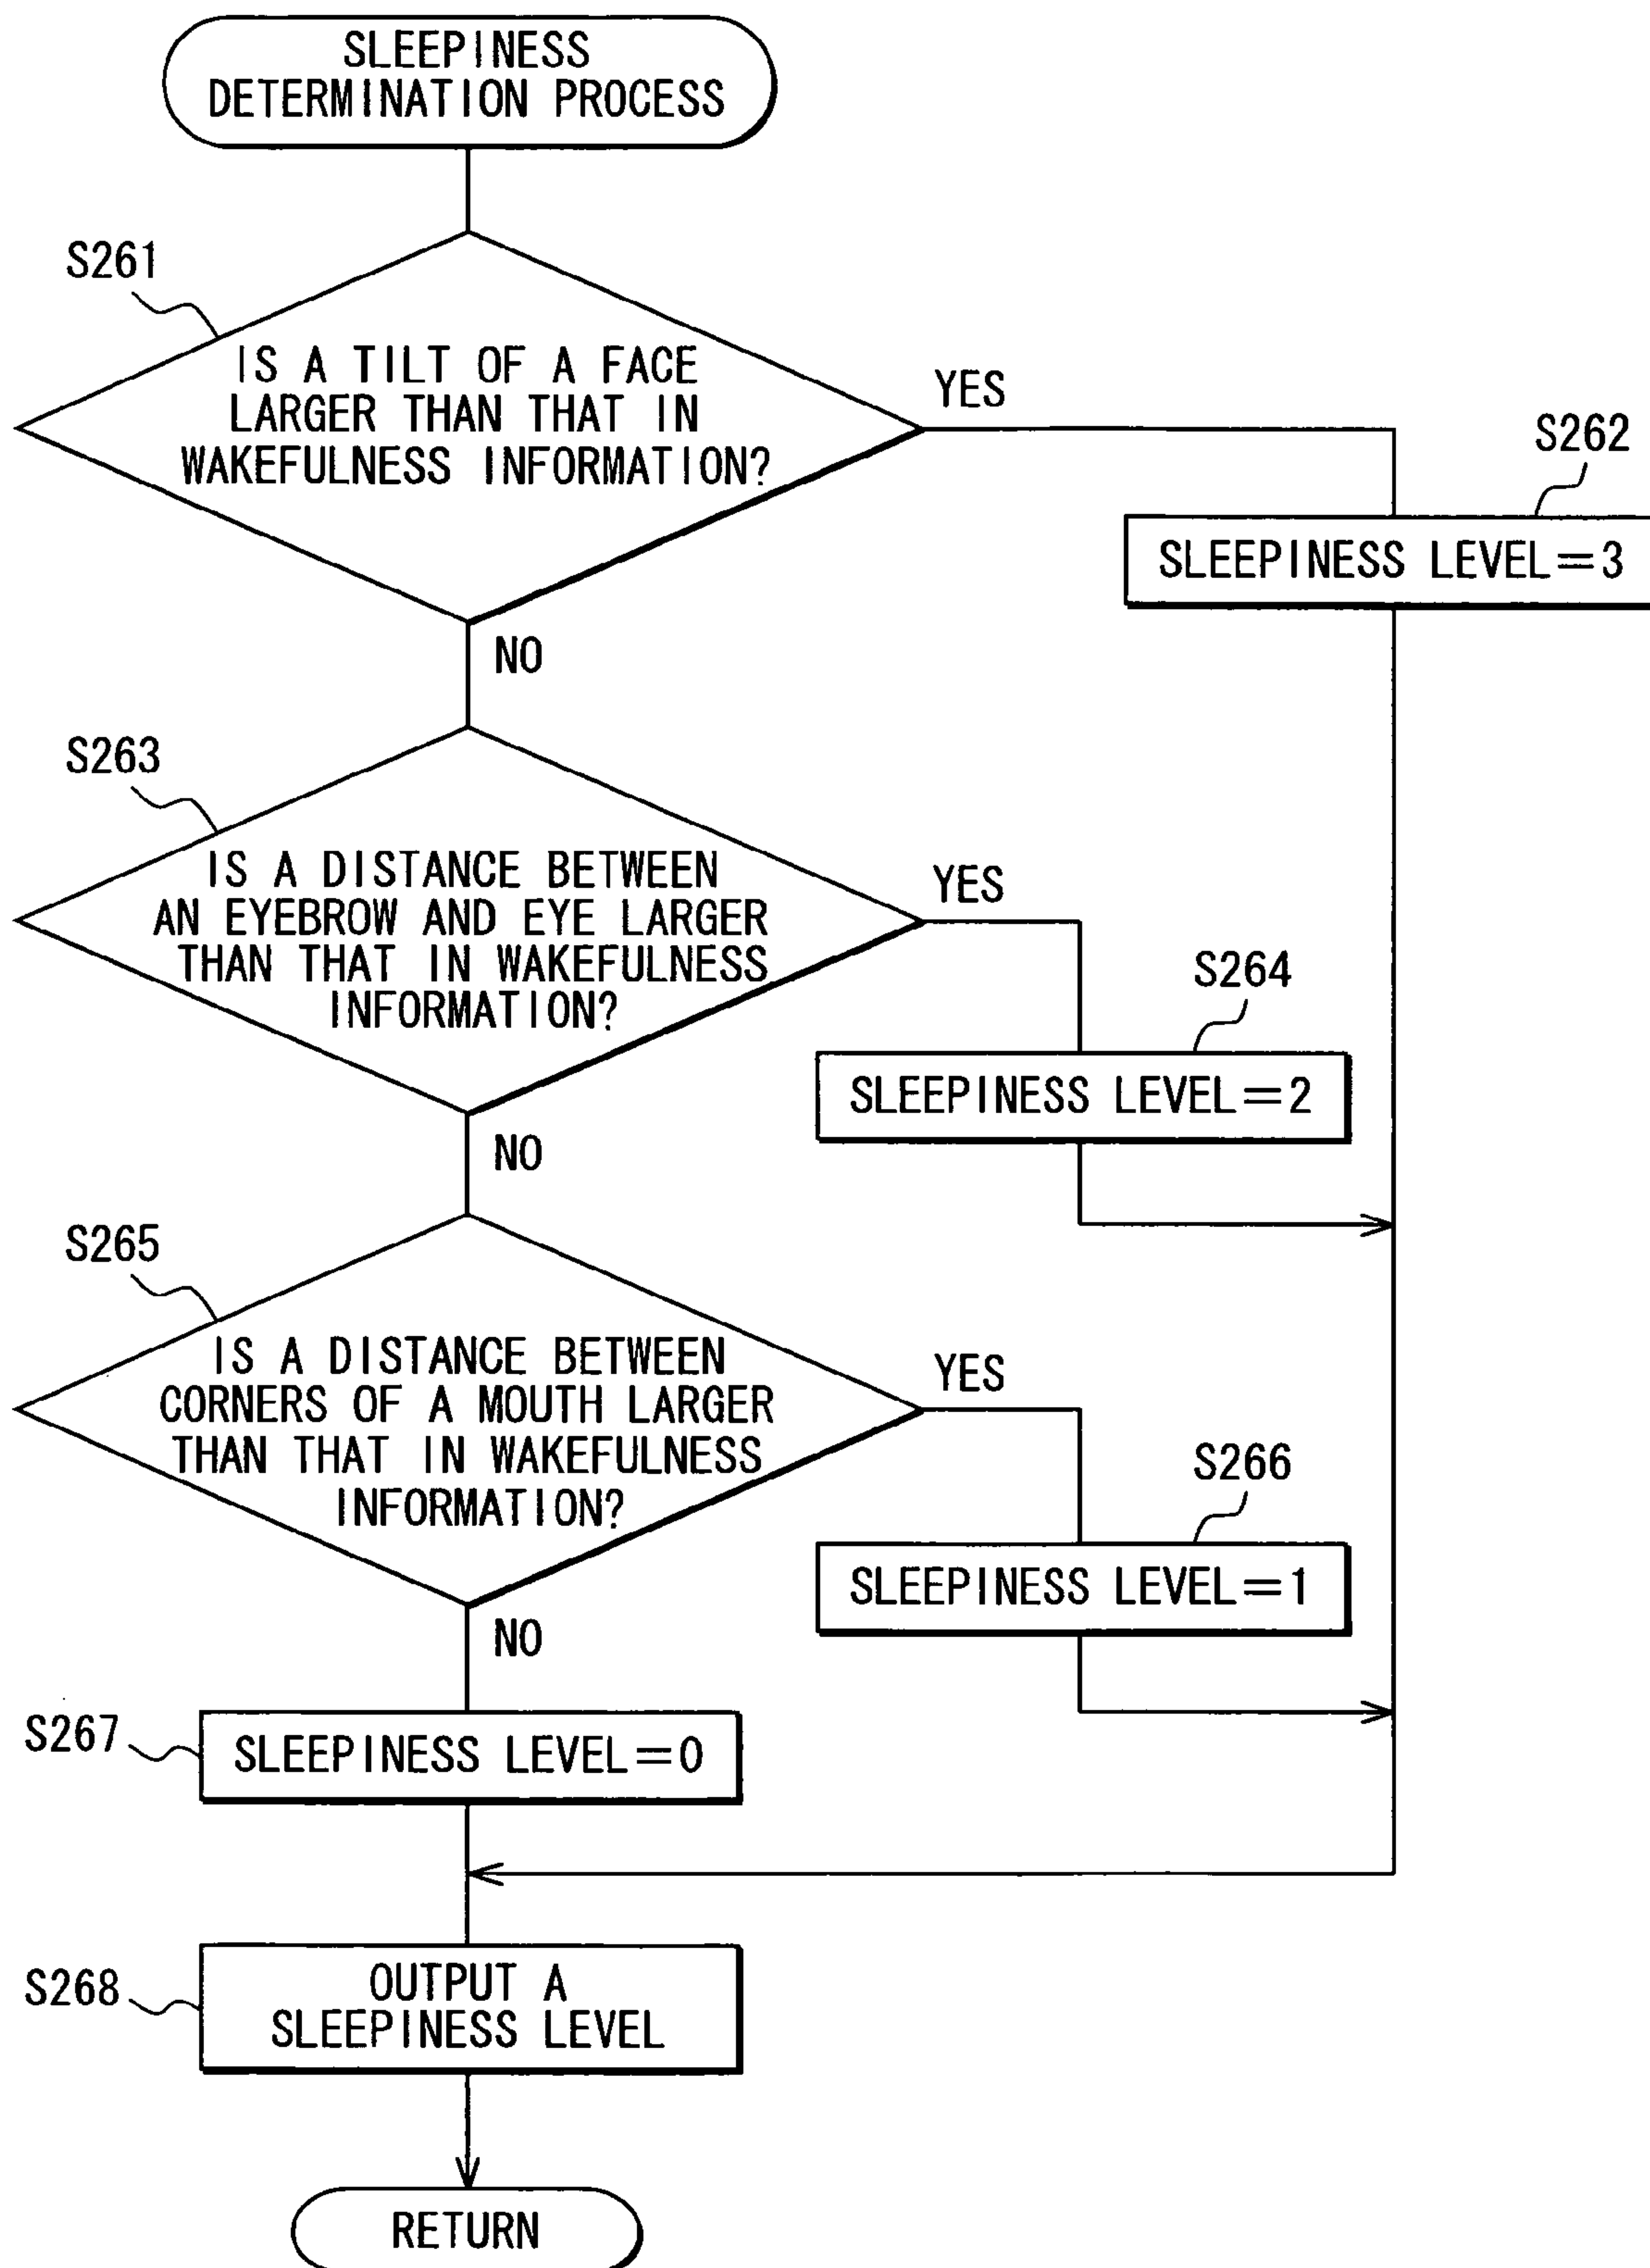 SLEEPINESS
DETERMINATION PROCESS
S261
IS A TILT OF A FACE
LARGER THAN THAT IN
WAKEFULNESS INFORMATION?
YES
S262
SLEEPINESS LEVEL=3
NO
S263
IS A DISTANCE BETWEEN
AN EYEBROW AND EYE LARGER
THAN THAT IN WAKEFULNESS
INFORMATION?
YES
S264
SLEEPINESS LEVEL=2
NO
S265
IS A DISTANCE BETWEEN
CORNERS OF A MOUTH LARGER
THAN THAT IN WAKEFULNESS
INFORMATION?
YES
S266
SLEEPINESS LEVEL=1
NO
S267
SLEEPINESS LEVEL=0
S268
OUTPUT A
SLEEPINESS LEVEL
RETURN